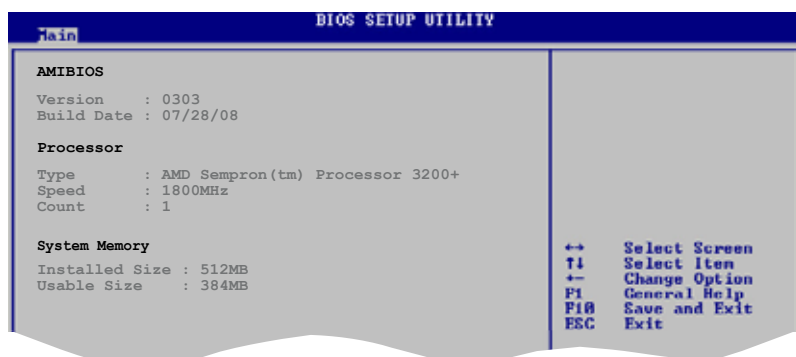 BIOS SETUP UTILITY
Main
AMIBIOS
Version : 0303
Build Date : 07/28/08
Processor
Type : AMD Sempron(tm) Processor 3200+
Speed : 1800MHz
Count : 1
System Memory
Installed Size : 512MB
Usable Size : 384MB
↔ Select Screen
↑↓ Select Item
+- Change Option
F1 General Help
F10 Save and Exit
ESC Exit